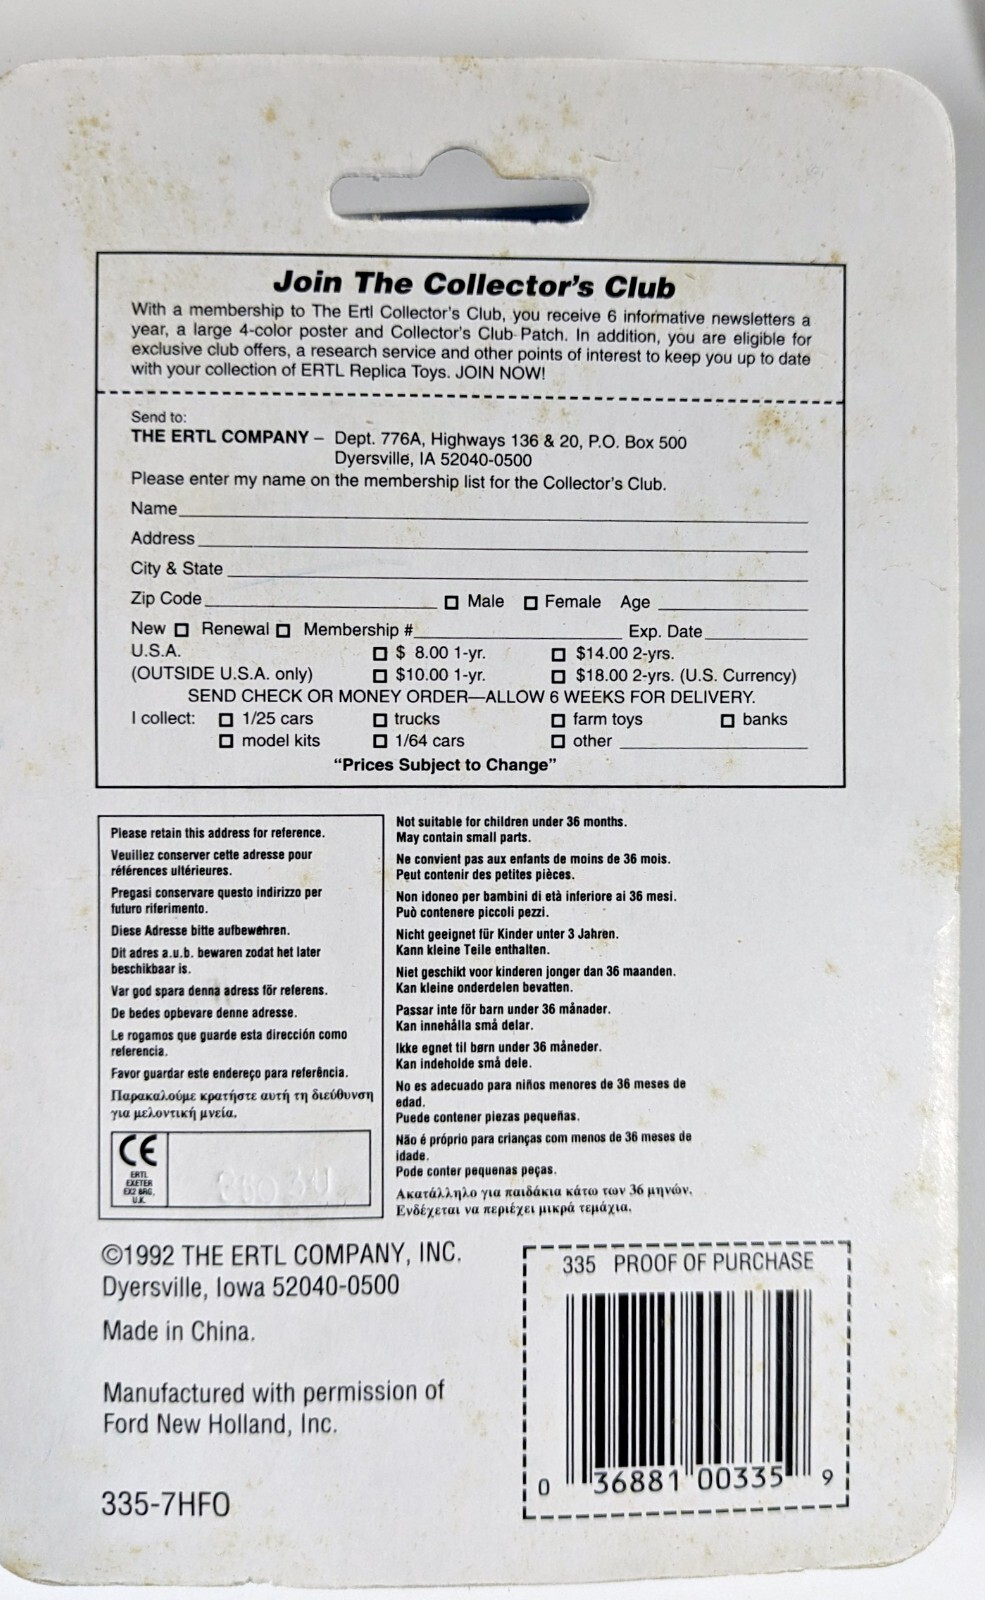 Join The Collector's Club
With a membership to The Ertl Collector's Club, you receive 6 informative newsletters a
year, a large 4-color poster and Collector's Club Patch. In addition, you are eligible for
exclusive club offers, a research service and other points of interest to keep you up to date
with your collection of ERTL Replica Toys. JOIN NOW!
Send to:
THE ERTL COMPANY – Dept. 776A, Highways 136 & 20, P.O. Box 500
Dyersville, IA 52040-0500
Please enter my name on the membership list for the Collector's Club.
Name
Address
City & State
Zip Code Male Female Age
New Renewal Membership # Exp. Date
U.S.A. $ 8.00 1-yr. $14.00 2-yrs.
(OUTSIDE U.S.A. only) $10.00 1-yr. $18.00 2-yrs. (U.S. Currency)
SEND CHECK OR MONEY ORDER—ALLOW 6 WEEKS FOR DELIVERY.
I collect: 1/25 cars trucks farm toys banks
model kits 1/64 cars other
“Prices Subject to Change”
Please retain this address for reference.
Veuillez conserver cette adresse pour
références ultérieures.
Pregasi conservare questo indirizzo per
futuro riferimento.
Diese Adresse bitte aufbewehren.
Dit adres a.u.b. bewaren zodat het later
beschikbaar is.
Var god spara denna adress för referens.
De bedes opbevare denne adresse.
Le rogamos que guarde esta dirección como
referencia.
Favor guardar este endereço para referência.
Παρακαλούμε κρατήστε αυτή τη διεύθυνση
για μελοντική μνεία.
CE
ERTL
EXETER
EX2 8RG,
U.K.
Not suitable for children under 36 months.
May contain small parts.
Ne convient pas aux enfants de moins de 36 mois.
Peut contenir des petites pièces.
Non idoneo per bambini di età inferiore ai 36 mesi.
Può contenere piccoli pezzi.
Nicht geeignet für Kinder unter 3 Jahren.
Kann kleine Teile enthalten.
Niet geschikt voor kinderen jonger dan 36 maanden.
Kan kleine onderdelen bevatten.
Passar inte för barn under 36 månader.
Kan innehålla små delar.
Ikke egnet til børn under 36 måneder.
Kan indeholde små dele.
No es adecuado para niños menores de 36 meses de
edad.
Puede contener piezas pequeñas.
Não é próprio para crianças com menos de 36 meses de
idade.
Pode conter pequenas peças.
Ακατάλληλο για παιδάκια κάτω των 36 μηνών.
Ενδέχεται να περιέχει μικρά τεμάχια.
©1992 THE ERTL COMPANY, INC.
Dyersville, Iowa 52040-0500
Made in China.
Manufactured with permission of
Ford New Holland, Inc.
335-7HFO
335 PROOF OF PURCHASE
0 36881 00335 9